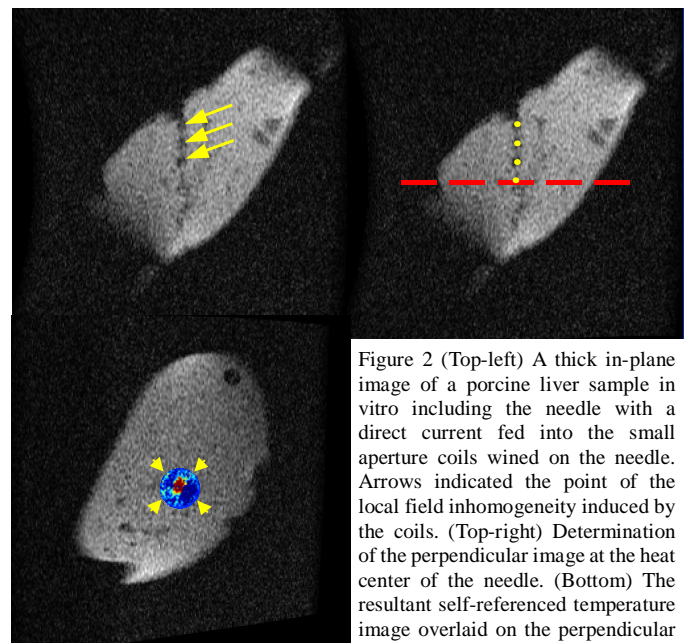 Figure 2 (Top-left) A thick in-plane
image of a porcine liver sample in
vitro including the needle with a
direct current fed into the small
aperture coils wined on the needle.
Arrows indicated the point of the
local field inhomogeneity induced by
the coils. (Top-right) Determination
of the perpendicular image at the heat
center of the needle. (Bottom) The
resultant self-referenced temperature
image overlaid on the perpendicular